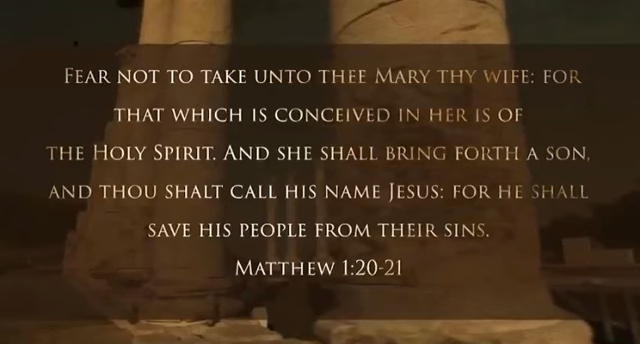 Fear not to take unto thee Mary thy wife: for
that which is conceived in her is of
the Holy Spirit. And she shall bring forth a son,
and thou shalt call his name Jesus: for he shall
save his people from their sins.
Matthew 1:20-21